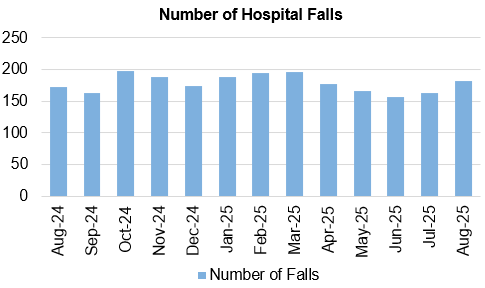 Number of Hospital Falls
250
200
150
100
50
0
Aug-24
Sep-24
Oct-24
Nov-24
Dec-24
Jan-25
Feb-25
Mar-25
Apr-25
May-25
Jun-25
Jul-25
Aug-25
Number of Falls